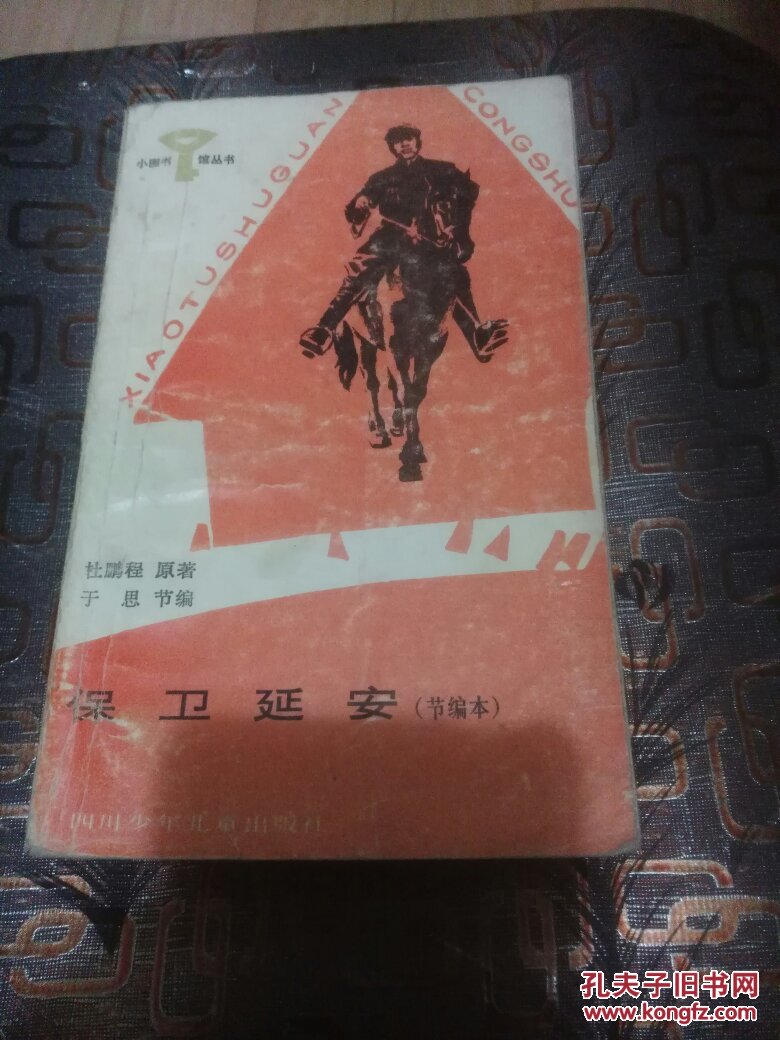 小图书馆丛书
XIAOTUSHUGUAN CONGSHU
杜鹏程 原著
于思 节编
保卫延安(节编本)
四川少年儿童出版社
孔夫子旧书网
www.kongfz.com